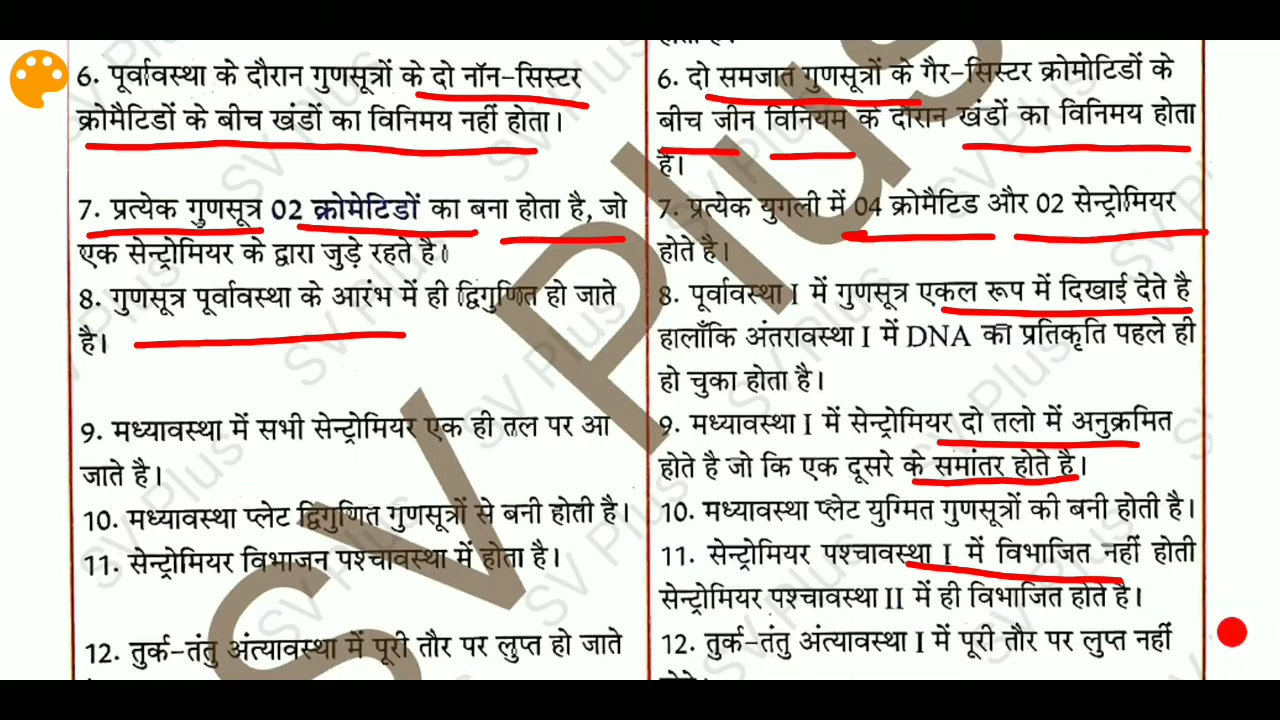 6. पूर्वावस्था के दौरान गुणसूत्रों के दो नॉन-सिस्टर
क्रोमैटिडों के बीच खंडों का विनिमय नहीं होता।
7. प्रत्येक गुणसूत्र 02 क्रोमेटिडों का बना होता है, जो
एक सेन्ट्रोमियर के द्वारा जुड़े रहते है।
8. गुणसूत्र पूर्वावस्था के आरंभ में ही द्विगुणित हो जाते
है।
9. मध्यावस्था में सभी सेन्ट्रोमियर एक ही तल पर आ
जाते है।
10. मध्यावस्था प्लेट द्विगुणित गुणसूत्रों से बनी होती है।
11. सेन्ट्रोमियर विभाजन पश्चावस्था में होता है।
12. तुर्क-तंतु अंत्यावस्था में पूरी तौर पर लुप्त हो जाते
6. दो समजात गुणसूत्रों के गैर-सिस्टर क्रोमोटिडों के
बीच जीन विनियम के दौरान खंडों का विनिमय होता
है।
7. प्रत्येक युगली में 04 क्रोमैटिड और 02 सेन्ट्रोमियर
होते है।
8. पूर्वावस्था I में गुणसूत्र एकल रूप में दिखाई देते है
हालाँकि अंतरावस्था I में DNA का प्रतिकृति पहले ही
हो चुका होता है।
9. मध्यावस्था I में सेन्ट्रोमियर दो तलो में अनुक्रमित
होते है जो कि एक दूसरे के समांतर होते है।
10. मध्यावस्था प्लेट युग्मित गुणसूत्रों की बनी होती है।
11. सेन्ट्रोमियर पश्चावस्था I में विभाजित नहीं होती
सेन्ट्रोमियर पश्चावस्था II में ही विभाजित होते है।
12. तुर्क-तंतु अंत्यावस्था I में पूरी तौर पर लुप्त नहीं
SV Plus